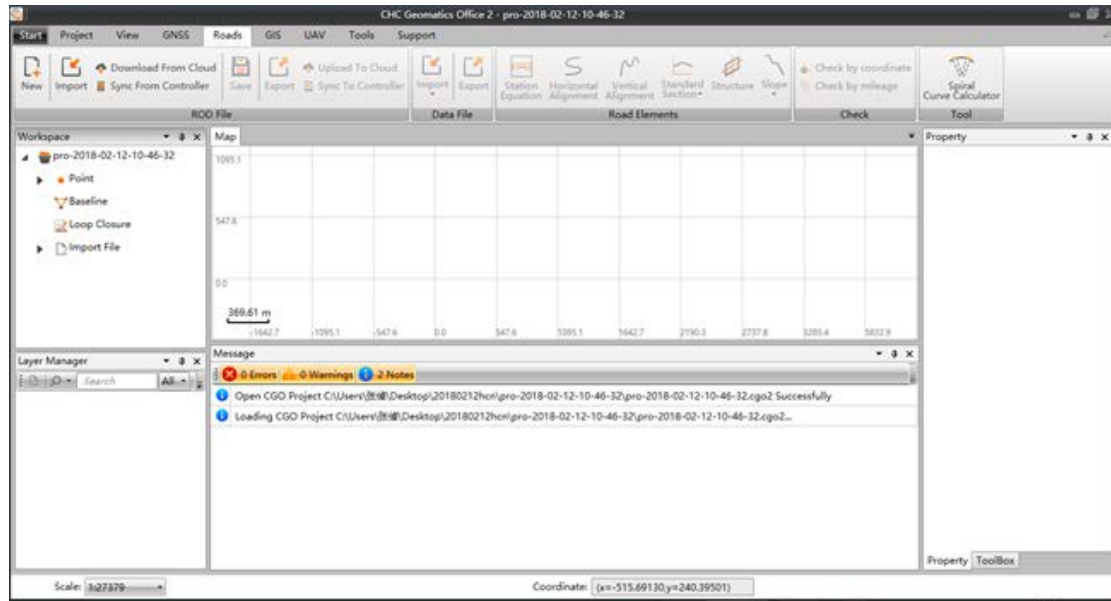 CHC Geomatics Office 2 - pro-2018-02-12-10-46-32
Start Project View GNSS Roads GIS UAV Tools Support
New Import Download From Cloud Sync From Controller Save Export Upload To Cloud Sync To Controller Import Export Station Equation Horizontal Alignment Vertical Alignment Standard Section Structure Slope Check by coordinate Check by mileage Spiral Curve Calculator
ROD File Data File Road Elements Check Tool
Workspace
pro-2018-02-12-10-46-32
Point
Baseline
Loop Closure
Import File
Map
1095.1
547.6
0.0
369.61 m
-1642.7 -1095.1 -547.6 0.0 547.6 1095.1 1642.7 2190.3 2737.8 3285.4 3832.9
Property
Layer Manager
Search All
Message
0 Errors 0 Warnings 2 Notes
Open CGO Project C:\Users\张健\Desktop\20180212hcn\pro-2018-02-12-10-46-32\pro-2018-02-12-10-46-32.cgo2 Successfully
Loading CGO Project C:\Users\张健\Desktop\20180212hcn\pro-2018-02-12-10-46-32\pro-2018-02-12-10-46-32.cgo2...
Property ToolBox
Scale: 1:27379 Coordinate: (x=-515.69130;y=240.39501)